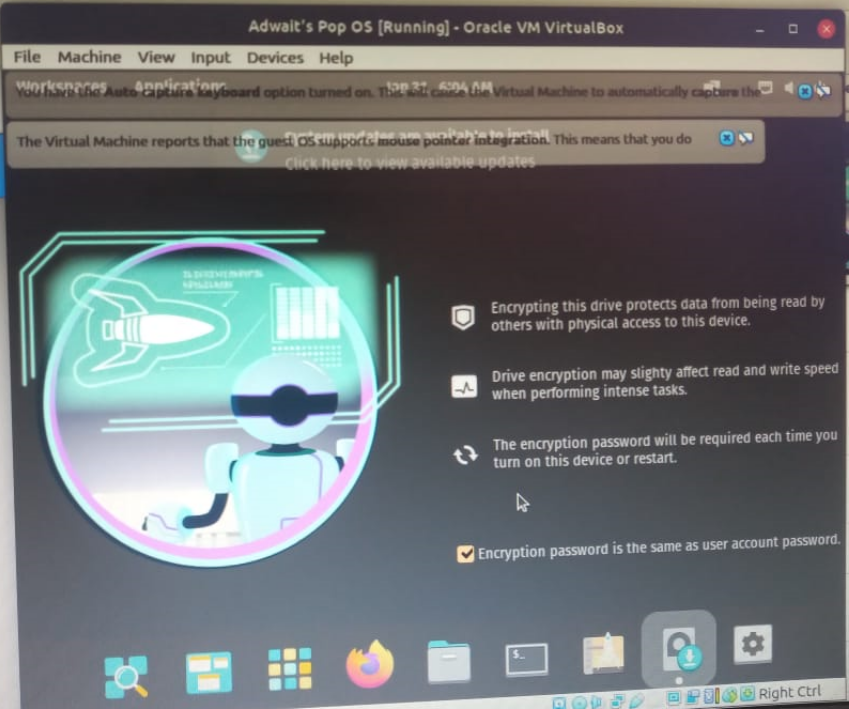 Adwait's Pop OS [Running] - Oracle VM VirtualBox
File Machine View Input Devices Help
Workspaces Applications Jan 31 6:04 AM
You have the Auto capture keyboard option turned on. This will cause the Virtual Machine to automatically capture the
System updates are available to install
The Virtual Machine reports that the guest OS supports mouse pointer integration. This means that you do
Click here to view available updates
Encrypting this drive protects data from being read by
others with physical access to this device.
Drive encryption may slighty affect read and write speed
when performing intense tasks.
The encryption password will be required each time you
turn on this device or restart.
Encryption password is the same as user account password.
$_
Right Ctrl